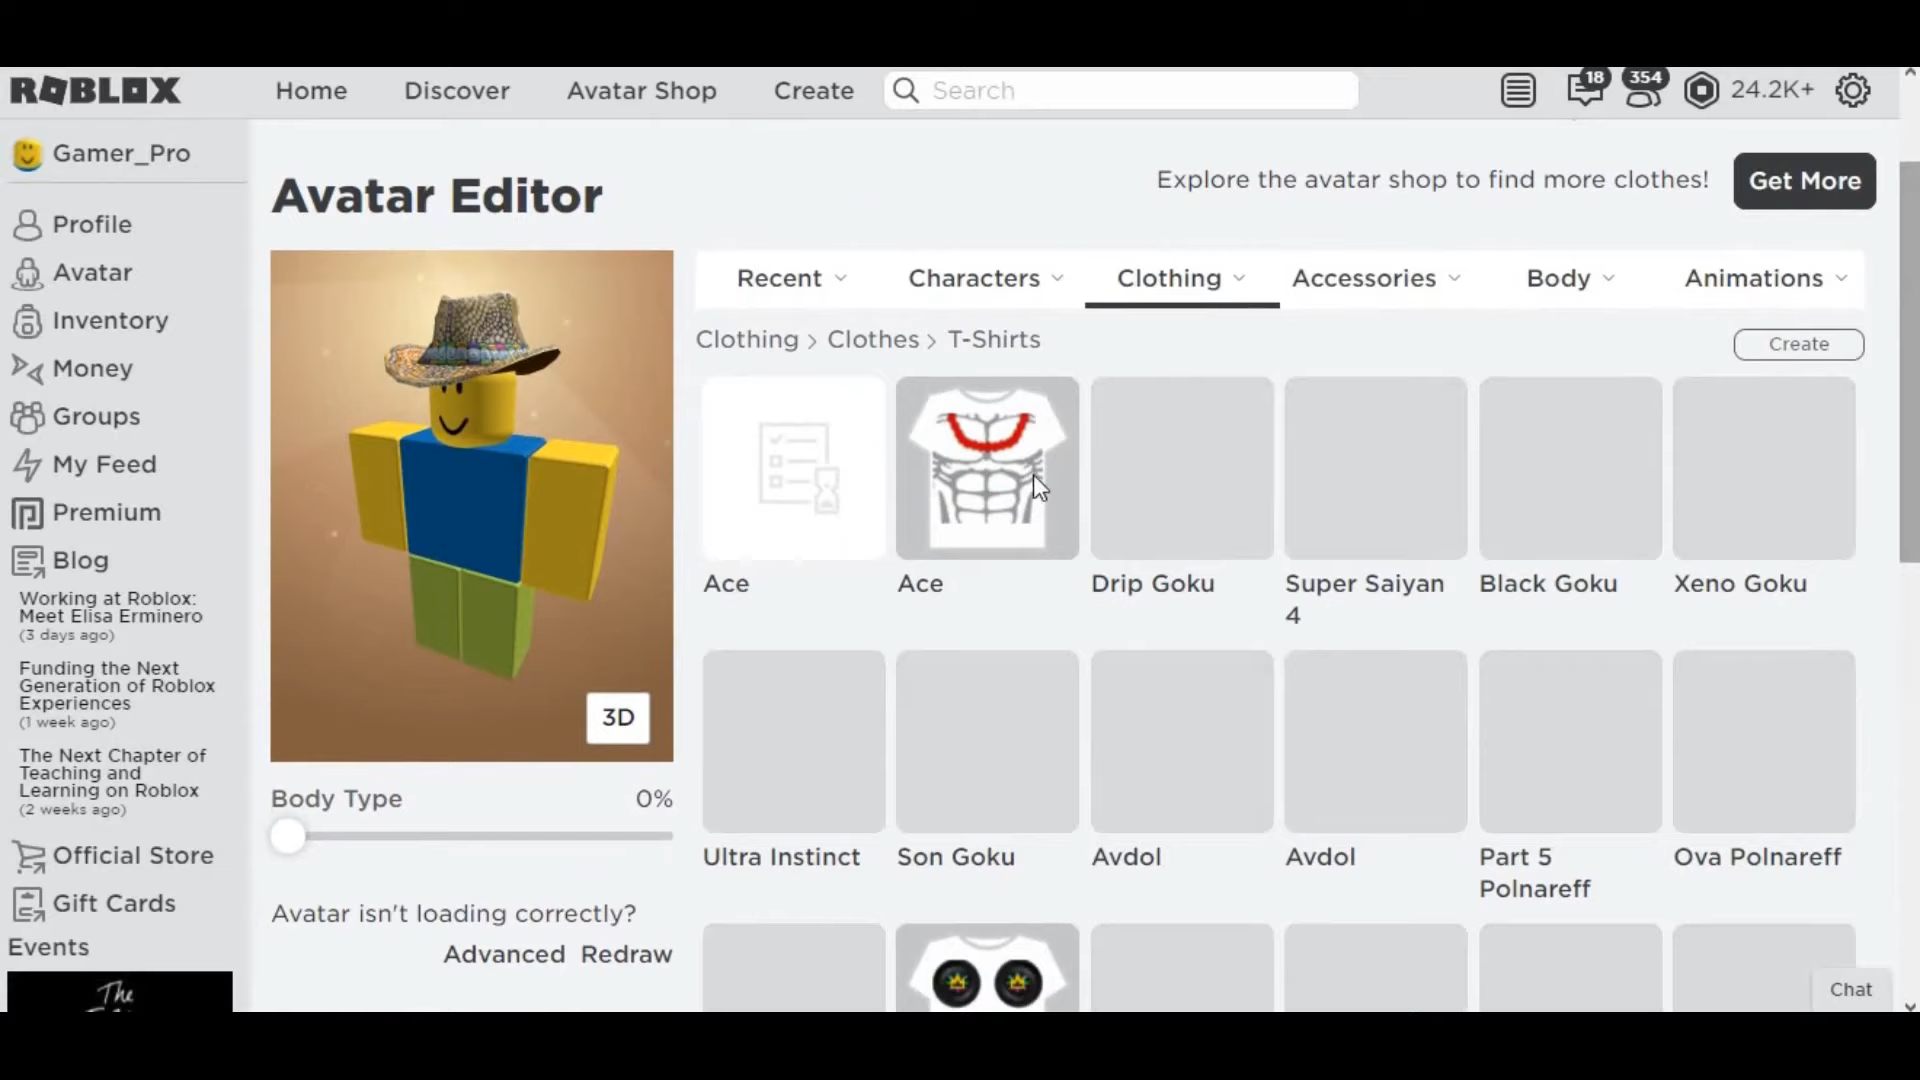 ROBLOX
Home
Discover
Avatar Shop
Create
Search
18
354
24.2K+
Gamer_Pro
Profile
Avatar
Inventory
Money
Groups
My Feed
Premium
Blog
Working at Roblox:
Meet Elisa Erminero
(3 days ago)
Funding the Next
Generation of Roblox
Experiences
(1 week ago)
The Next Chapter of
Teaching and
Learning on Roblox
(2 weeks ago)
Official Store
Gift Cards
Events
The
Avatar Editor
Explore the avatar shop to find more clothes!
Get More
3D
Body Type
0%
Avatar isn't loading correctly?
Advanced
Redraw
Recent
Characters
Clothing
Accessories
Body
Animations
Clothing > Clothes > T-Shirts
Create
Ace
Ace
Drip Goku
Super Saiyan
4
Black Goku
Xeno Goku
Ultra Instinct
Son Goku
Avdol
Avdol
Part 5
Polnareff
Ova Polnareff
Chat